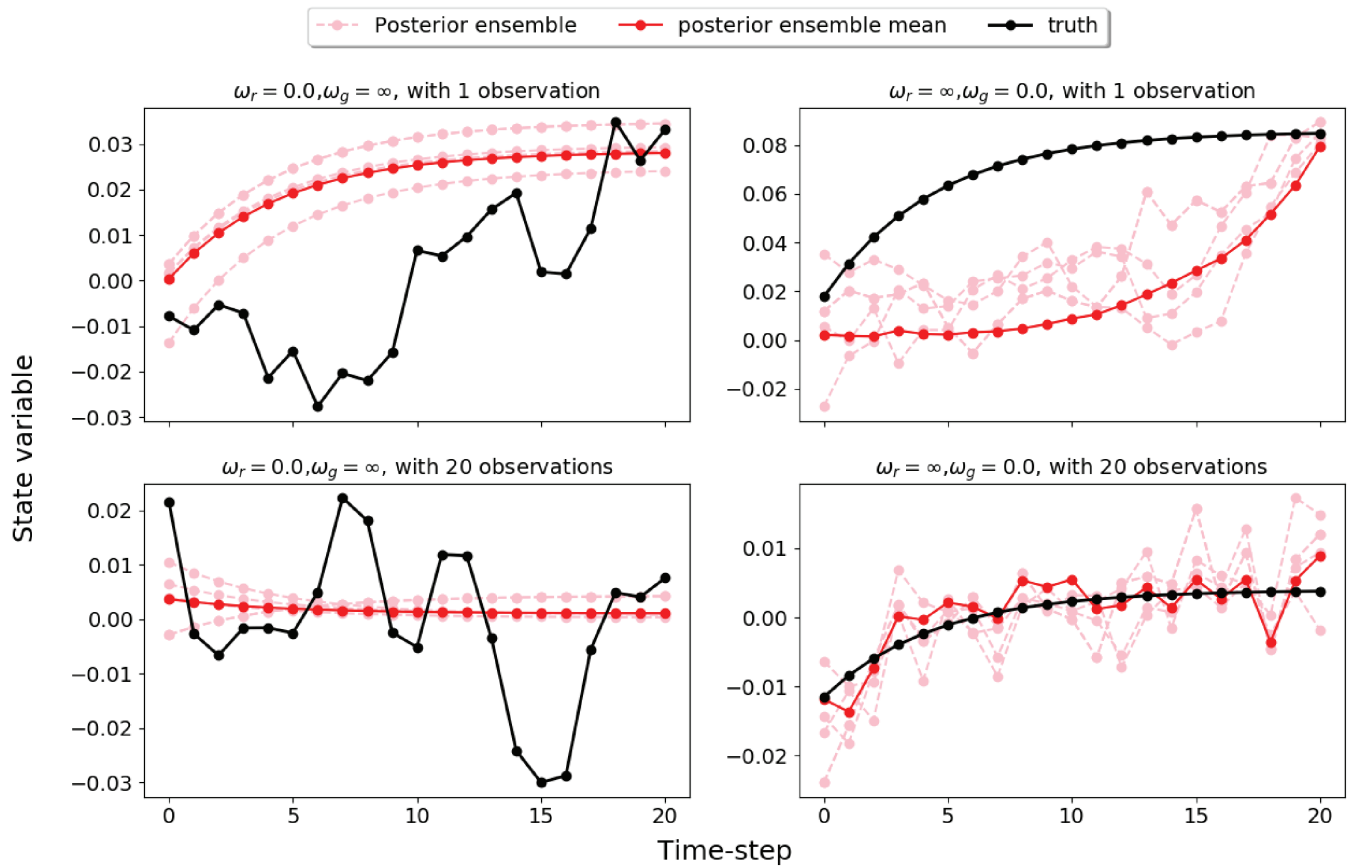 Posterior ensemble posterior ensemble mean truth
ω_r = 0.0,ω_g = ∞, with 1 observation
ω_r = ∞,ω_g = 0.0, with 1 observation
0.03
0.02
0.01
0.00
−0.01
−0.02
−0.03
0.08
0.06
0.04
0.02
0.00
−0.02
State variable
ω_r = 0.0,ω_g = ∞, with 20 observations
ω_r = ∞,ω_g = 0.0, with 20 observations
0.02
0.01
0.00
−0.01
−0.02
−0.03
0.01
0.00
−0.01
−0.02
0 5 10 15 20
0 5 10 15 20
Time-step